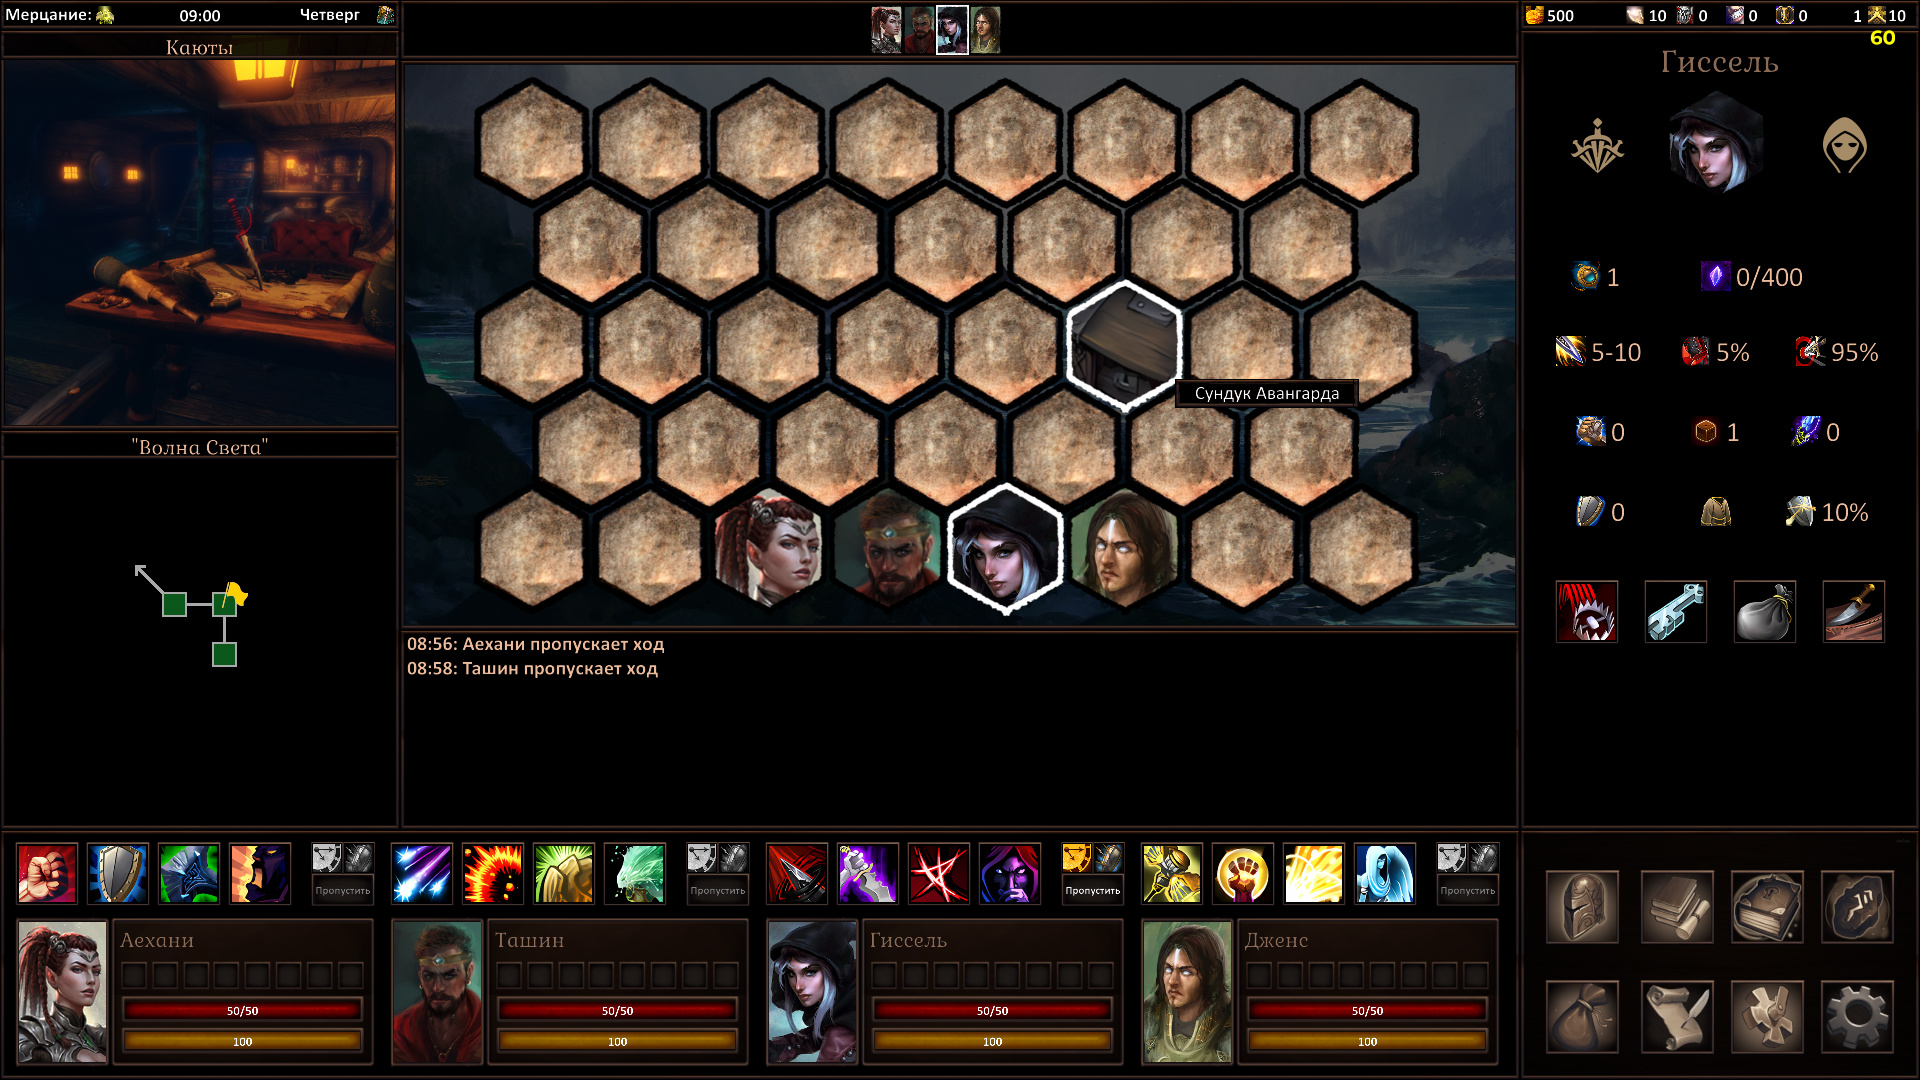 Мерцание: 09:00 Четверг
500 10 0 0 0 1 10
60
Каюты
Гиссель
1 0/400
5-10 5% 95%
0 1 0
0 10%
Сундук Авангарда
"Волна Света"
08:56: Аехани пропускает ход
08:58: Ташин пропускает ход
Пропустить Пропустить Пропустить Пропустить
Аехани Ташин Гиссель Дженс
50/50 50/50 50/50 50/50
100 100 100 100